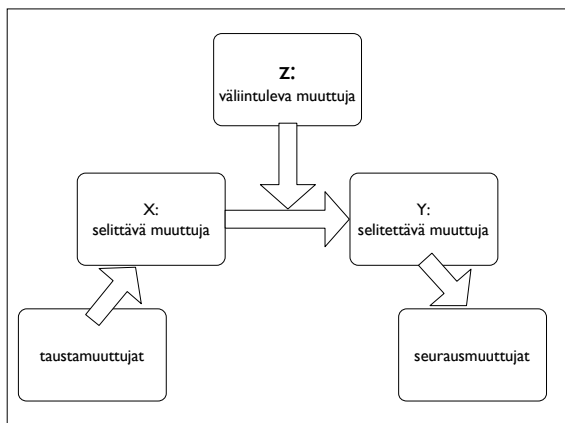 Z:
väliintuleva muuttuja
X:
selittävä muuttuja
Y:
selitettävä muuttuja
taustamuuttujat
seurausmuuttujat